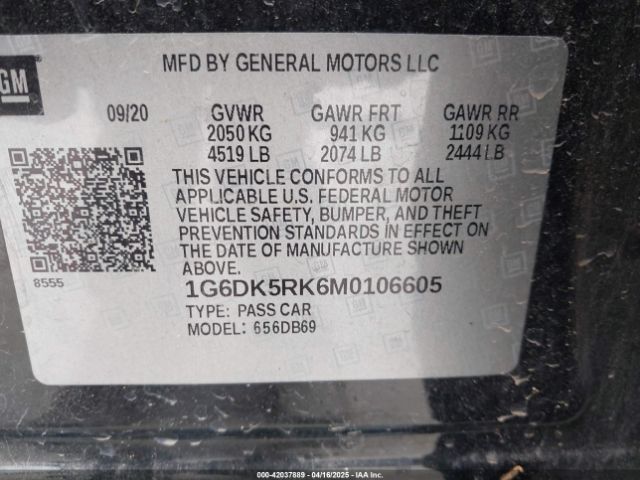 GM
MFD BY GENERAL MOTORS LLC
09/20 GVWR GAWR FRT GAWR RR
2050 KG 941 KG 1109 KG
4519 LB 2074 LB 2444 LB
THIS VEHICLE CONFORMS TO ALL
APPLICABLE U.S. FEDERAL MOTOR
VEHICLE SAFETY, BUMPER, AND THEFT
PREVENTION STANDARDS IN EFFECT ON
THE DATE OF MANUFACTURE SHOWN
ABOVE.
8555
1G6DK5RK6M0106605
TYPE: PASS CAR
MODEL: 656DB69
000-42037889 - 04/16/2025 - IAAI.COM